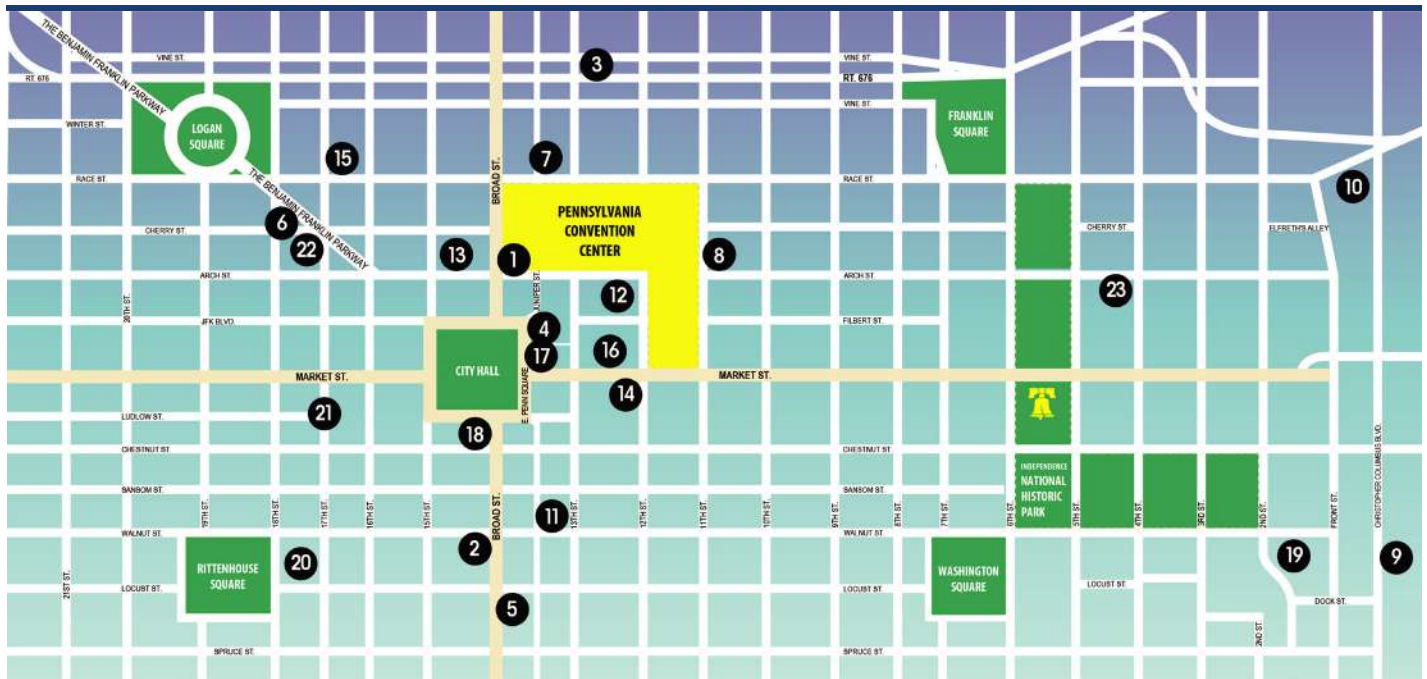 THE BENJAMIN FRANKLIN PARKWAY
VINE ST.
3
VINE ST.
RT. 676
RT. 676
VINE ST.
WINTER ST.
LOGAN
SQUARE
FRANKLIN
SQUARE
15
7
BROAD ST.
RACE ST.
THE BENJAMIN FRANKLIN PARKWAY
RACE ST.
10
PENNSYLVANIA
CONVENTION
CENTER
6
CHERRY ST.
22
13
1
8
CHERRY ST.
ELFRETH'S ALLEY
ARCH ST.
JUNIPER ST.
12
ARCH ST.
23
20TH ST.
JFK BLVD.
4
FILBERT ST.
17
16
CITY HALL
E. PENN SQUARE
MARKET ST.
MARKET ST.
14
21
LUDLOW ST.
18
CHESTNUT ST.
CHESTNUT ST.
CHRISTOPHER COLUMBUS BLVD.
INDEPENDENCE
NATIONAL
HISTORIC
PARK
SANSOM ST.
SANSOM ST.
19TH ST.
18TH ST.
17TH ST.
16TH ST.
15TH ST.
BROAD ST.
11
13TH ST.
12TH ST.
11TH ST.
10TH ST.
9TH ST.
8TH ST.
7TH ST.
6TH ST.
5TH ST.
4TH ST.
3RD ST.
2ND ST.
FRONT ST.
WALNUT ST.
WALNUT ST.
2
20
19
9
21ST ST.
RITTENHOUSE
SQUARE
WASHINGTON
SQUARE
LOCUST ST.
LOCUST ST.
LOCUST ST.
5
DOCK ST.
2ND ST.
SPRUCE ST.
SPRUCE ST.